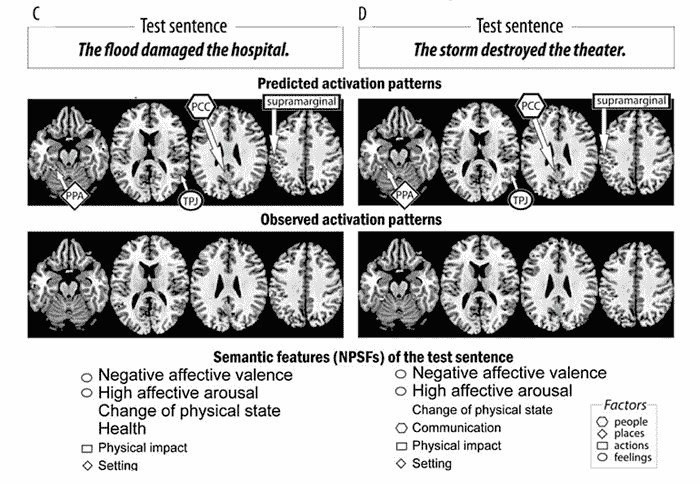 C
Test sentence
The flood damaged the hospital.
D
Test sentence
The storm destroyed the theater.
Predicted activation patterns
PCC
supramarginal
PPA
TPJ
PCC
supramarginal
PPA
TPJ
Observed activation patterns
Semantic features (NPSFs) of the test sentence
Negative affective valence
High affective arousal
Change of physical state
Health
Physical impact
Setting
Negative affective valence
High affective arousal
Change of physical state
Communication
Physical impact
Setting
Factors
people
places
actions
feelings